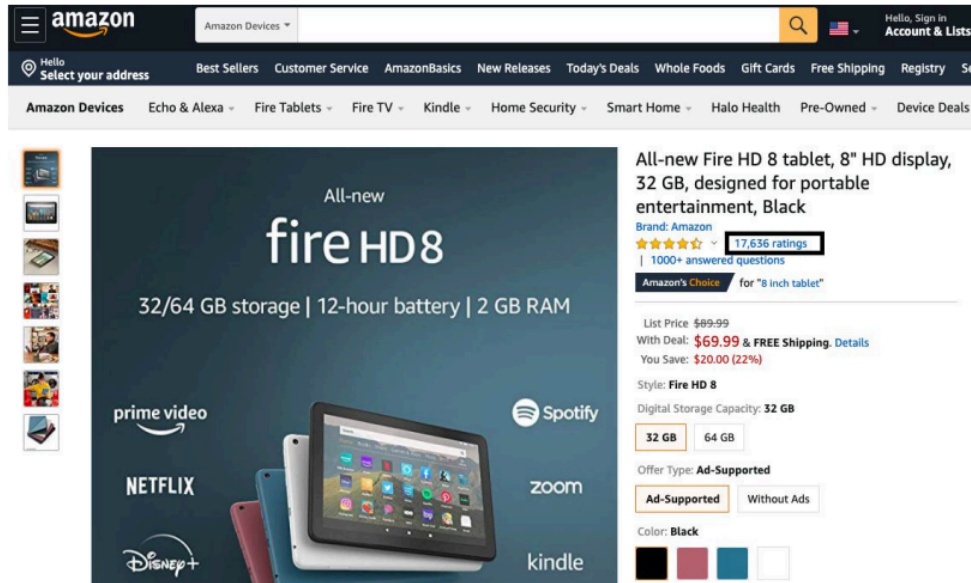 amazon
Amazon Devices
Hello, Sign in
Account & Lists
Hello
Select your address
Best Sellers Customer Service AmazonBasics New Releases Today's Deals Whole Foods Gift Cards Free Shipping Registry
Amazon Devices Echo & Alexa Fire Tablets Fire TV Kindle Home Security Smart Home Halo Health Pre-Owned Device Deals
All-new
fire HD 8
32/64 GB storage | 12-hour battery | 2 GB RAM
prime video
Spotify
NETFLIX
zoom
Disney+
kindle
All-new Fire HD 8 tablet, 8" HD display,
32 GB, designed for portable
entertainment, Black
Brand: Amazon
17,636 ratings
| 1000+ answered questions
Amazon's Choice for "8 inch tablet"
List Price $89.99
With Deal: $69.99 & FREE Shipping. Details
You Save: $20.00 (22%)
Style: Fire HD 8
Digital Storage Capacity: 32 GB
32 GB 64 GB
Offer Type: Ad-Supported
Ad-Supported Without Ads
Color: Black